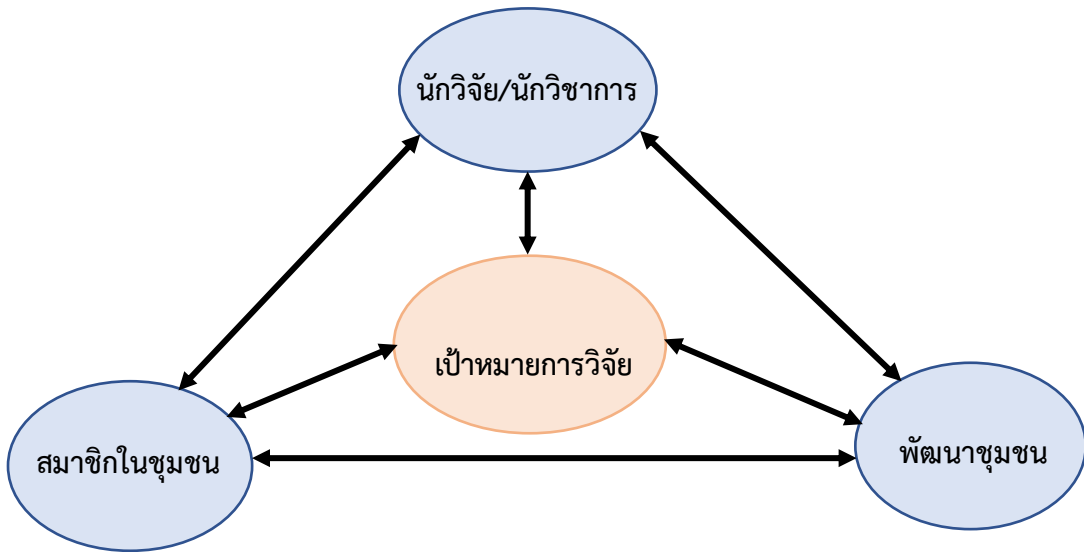 นักวิจัย/นักวิชาการ
เป้าหมายการวิจัย
สมาชิกในชุมชน
พัฒนาชุมชน